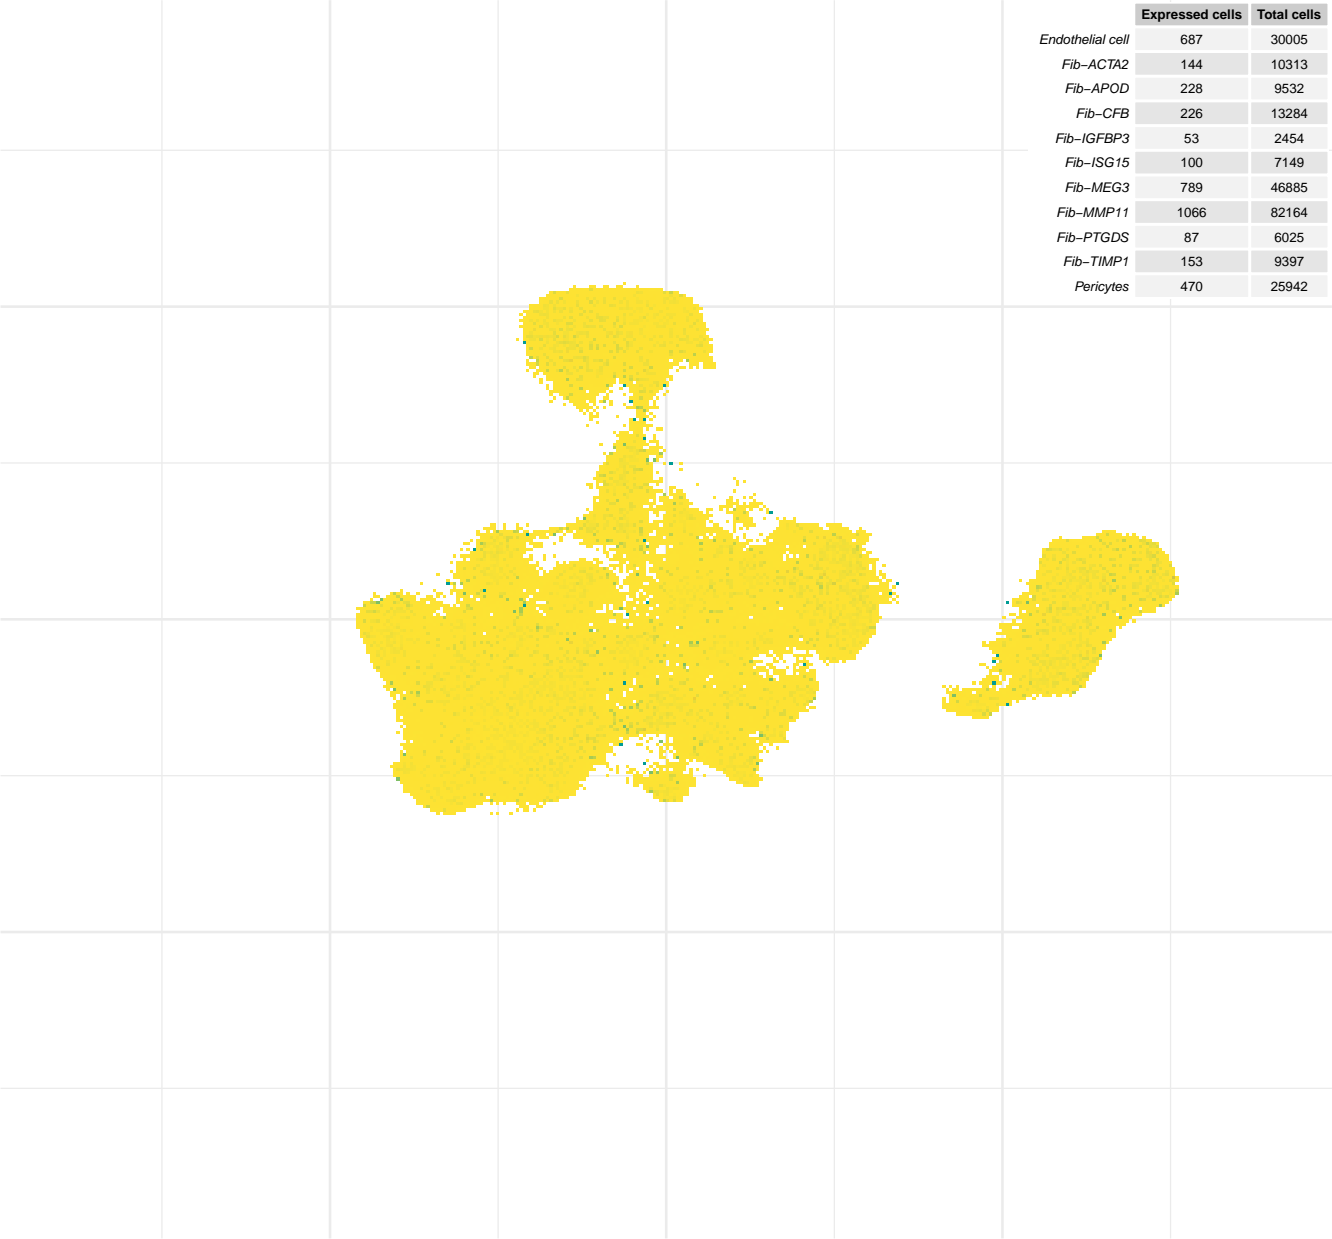 Expressed cells Total cells
Endothelial cell 687 30005
Fib−ACTA2 144 10313
Fib−APOD 228 9532
Fib−CFB 226 13284
Fib−IGFBP3 53 2454
Fib−ISG15 100 7149
Fib−MEG3 789 46885
Fib−MMP11 1066 82164
Fib−PTGDS 87 6025
Fib−TIMP1 153 9397
Pericytes 470 25942